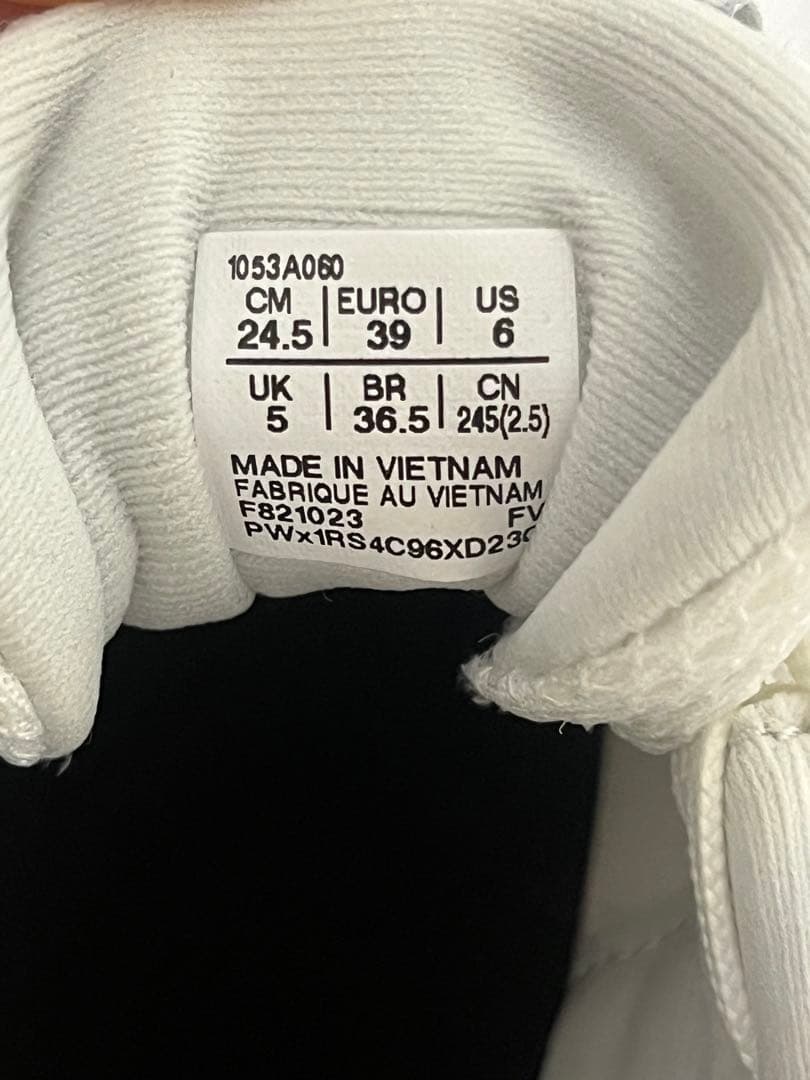 1053A060
CM | EURO | US
24.5 | 39 | 6
UK | BR | CN
5 | 36.5 | 245(2.5)
MADE IN VIETNAM
FABRIQUE AU VIETNAM
F821023 FV